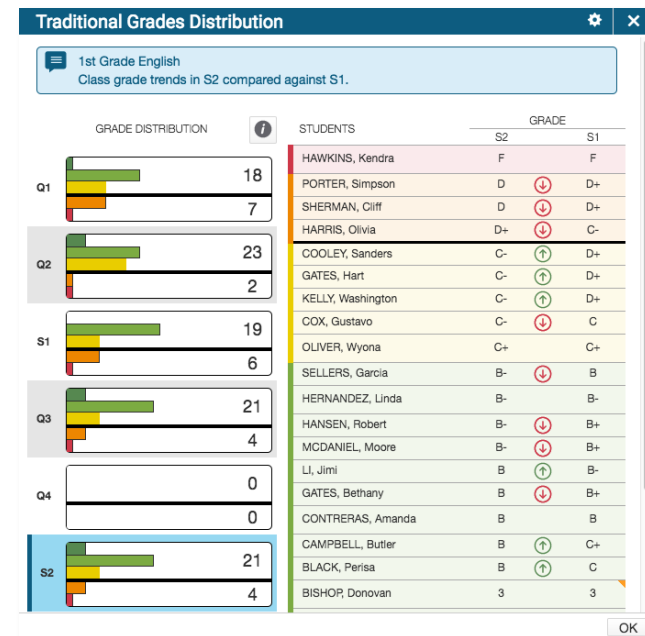 Traditional Grades Distribution
1st Grade English
Class grade trends in S2 compared against S1.
GRADE DISTRIBUTION
Q1 18
7
Q2 23
2
S1 19
6
Q3 21
4
Q4 0
0
S2 21
4
STUDENTS GRADE
S2 S1
HAWKINS, Kendra F F
PORTER, Simpson D D+
SHERMAN, Cliff D D+
HARRIS, Olivia D+ C-
COOLEY, Sanders C- D+
GATES, Hart C- D+
KELLY, Washington C- D+
COX, Gustavo C- C
OLIVER, Wyona C+ C+
SELLERS, Garcia B- B
HERNANDEZ, Linda B- B-
HANSEN, Robert B- B+
MCDANIEL, Moore B- B+
LI, Jimi B B-
GATES, Bethany B B+
CONTRERAS, Amanda B B
CAMPBELL, Butler B C+
BLACK, Perisa B C
BISHOP, Donovan 3 3
OK